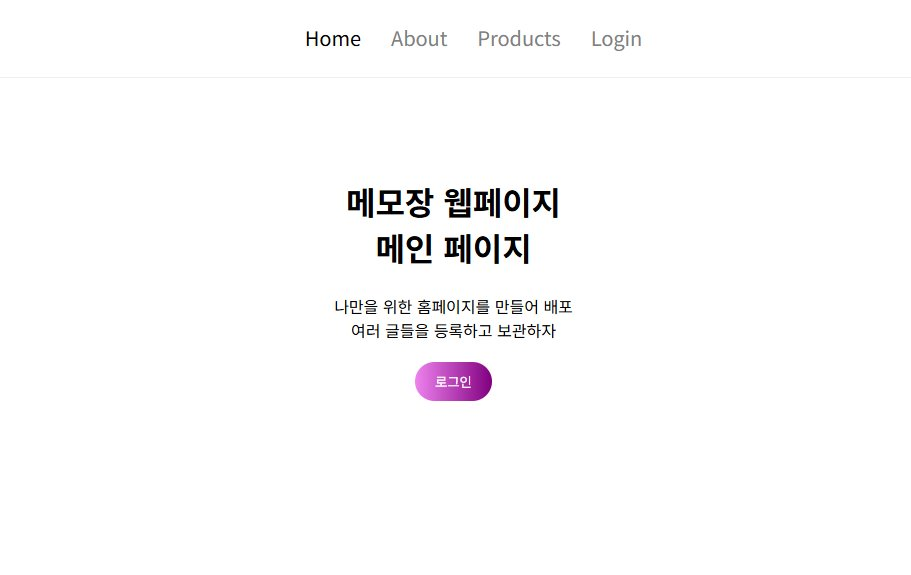 Home About Products Login
메모장 웹페이지
메인 페이지
나만을 위한 홈페이지를 만들어 배포
여러 글들을 등록하고 보관하자
로그인